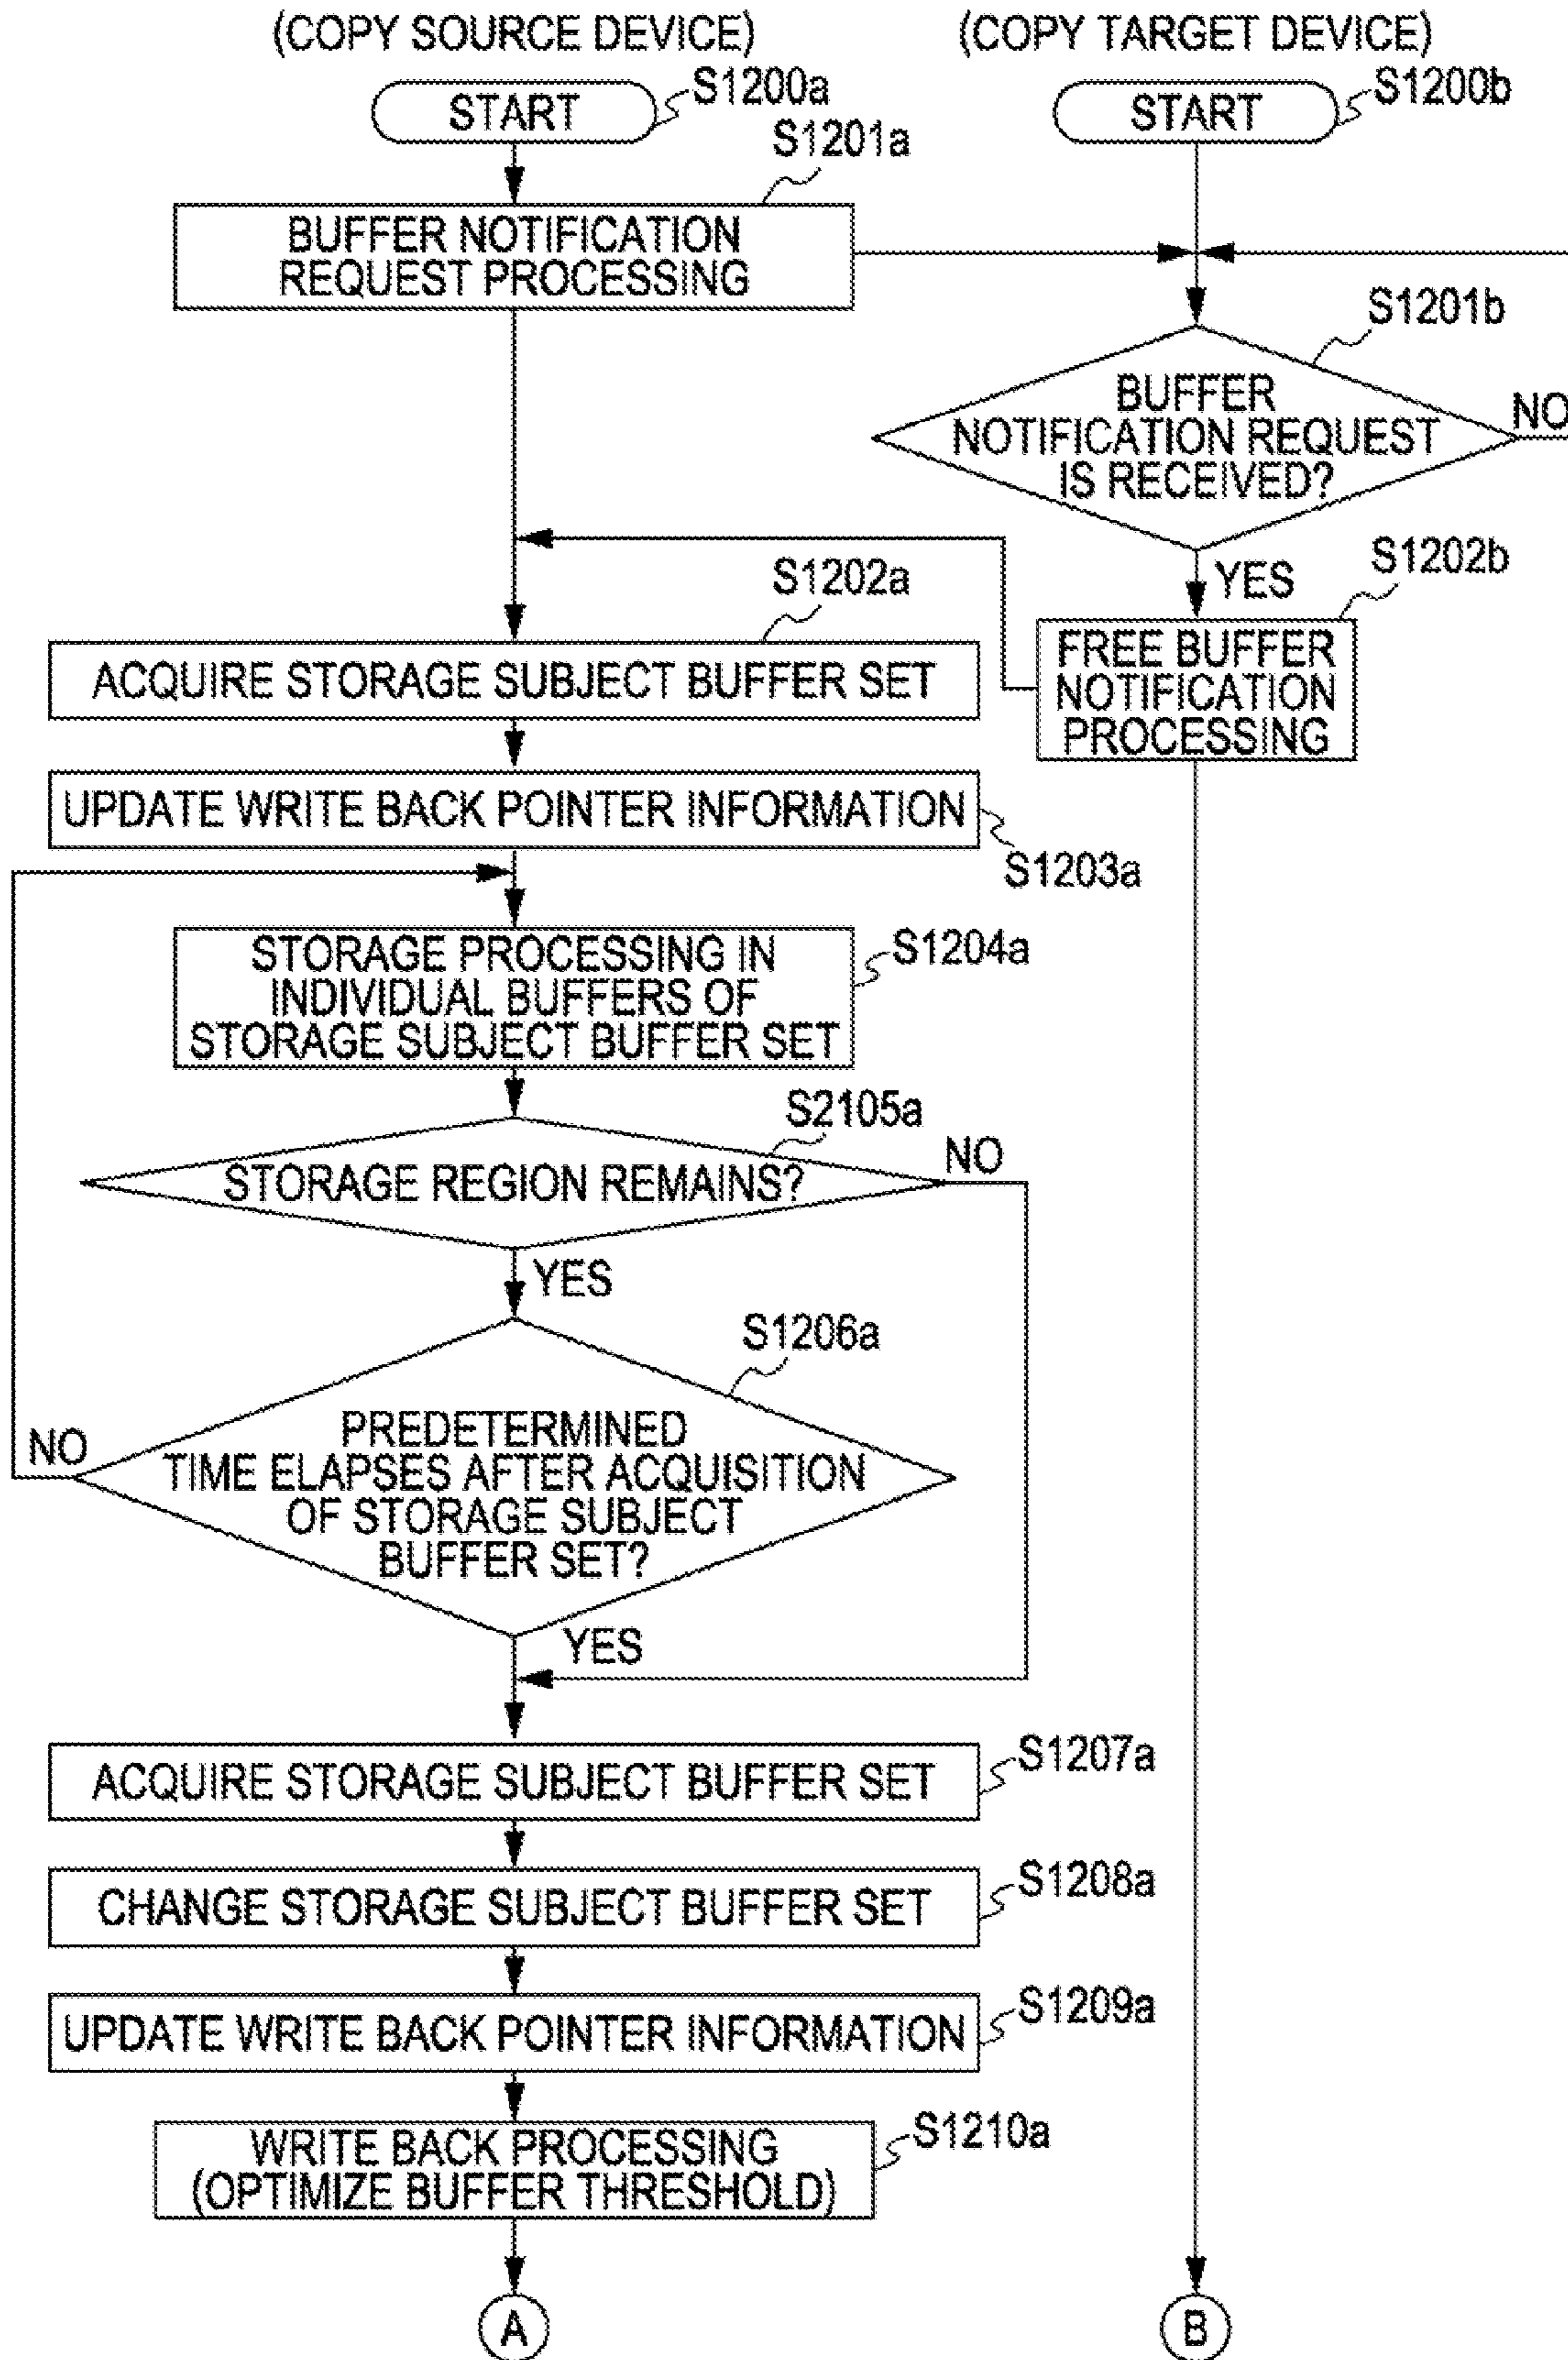 (COPY SOURCE DEVICE)
(COPY TARGET DEVICE)
START
S1200a
START
S1200b
S1201a
BUFFER NOTIFICATION
REQUEST PROCESSING
S1201b
BUFFER
NOTIFICATION REQUEST
IS RECEIVED?
NO
YES
S1202b
FREE BUFFER
NOTIFICATION
PROCESSING
S1202a
ACQUIRE STORAGE SUBJECT BUFFER SET
UPDATE WRITE BACK POINTER INFORMATION
S1203a
STORAGE PROCESSING IN
INDIVIDUAL BUFFERS OF
STORAGE SUBJECT BUFFER SET
S1204a
S2105a
STORAGE REGION REMAINS?
NO
YES
S1206a
PREDETERMINED
TIME ELAPSES AFTER ACQUISITION
OF STORAGE SUBJECT
BUFFER SET?
NO
YES
ACQUIRE STORAGE SUBJECT BUFFER SET
S1207a
CHANGE STORAGE SUBJECT BUFFER SET
S1208a
UPDATE WRITE BACK POINTER INFORMATION
S1209a
WRITE BACK PROCESSING
(OPTIMIZE BUFFER THRESHOLD)
S1210a
A
B